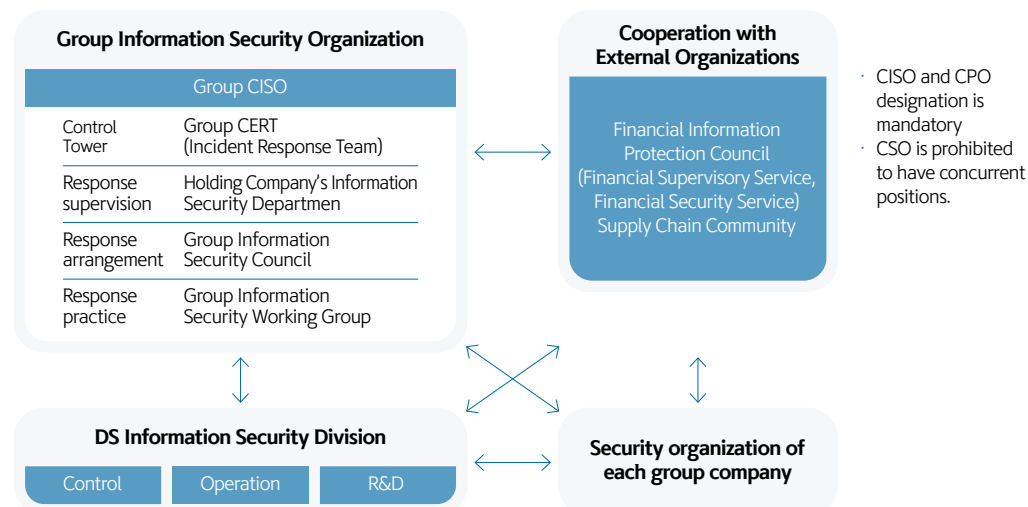 Group Information Security Organization
Group CISO
Control
Tower
Group CERT
(Incident Response Team)
Response
supervision
Holding Company's Information
Security Departmen
Response
arrangement
Group Information
Security Council
Response
practice
Group Information
Security Working Group
Cooperation with
External Organizations
Financial Information
Protection Council
(Financial Supervisory Service,
Financial Security Service)
Supply Chain Community
· CISO and CPO
designation is
mandatory
· CSO is prohibited
to have concurrent
positions.
DS Information Security Division
Control
Operation
R&D
Security organization of
each group company